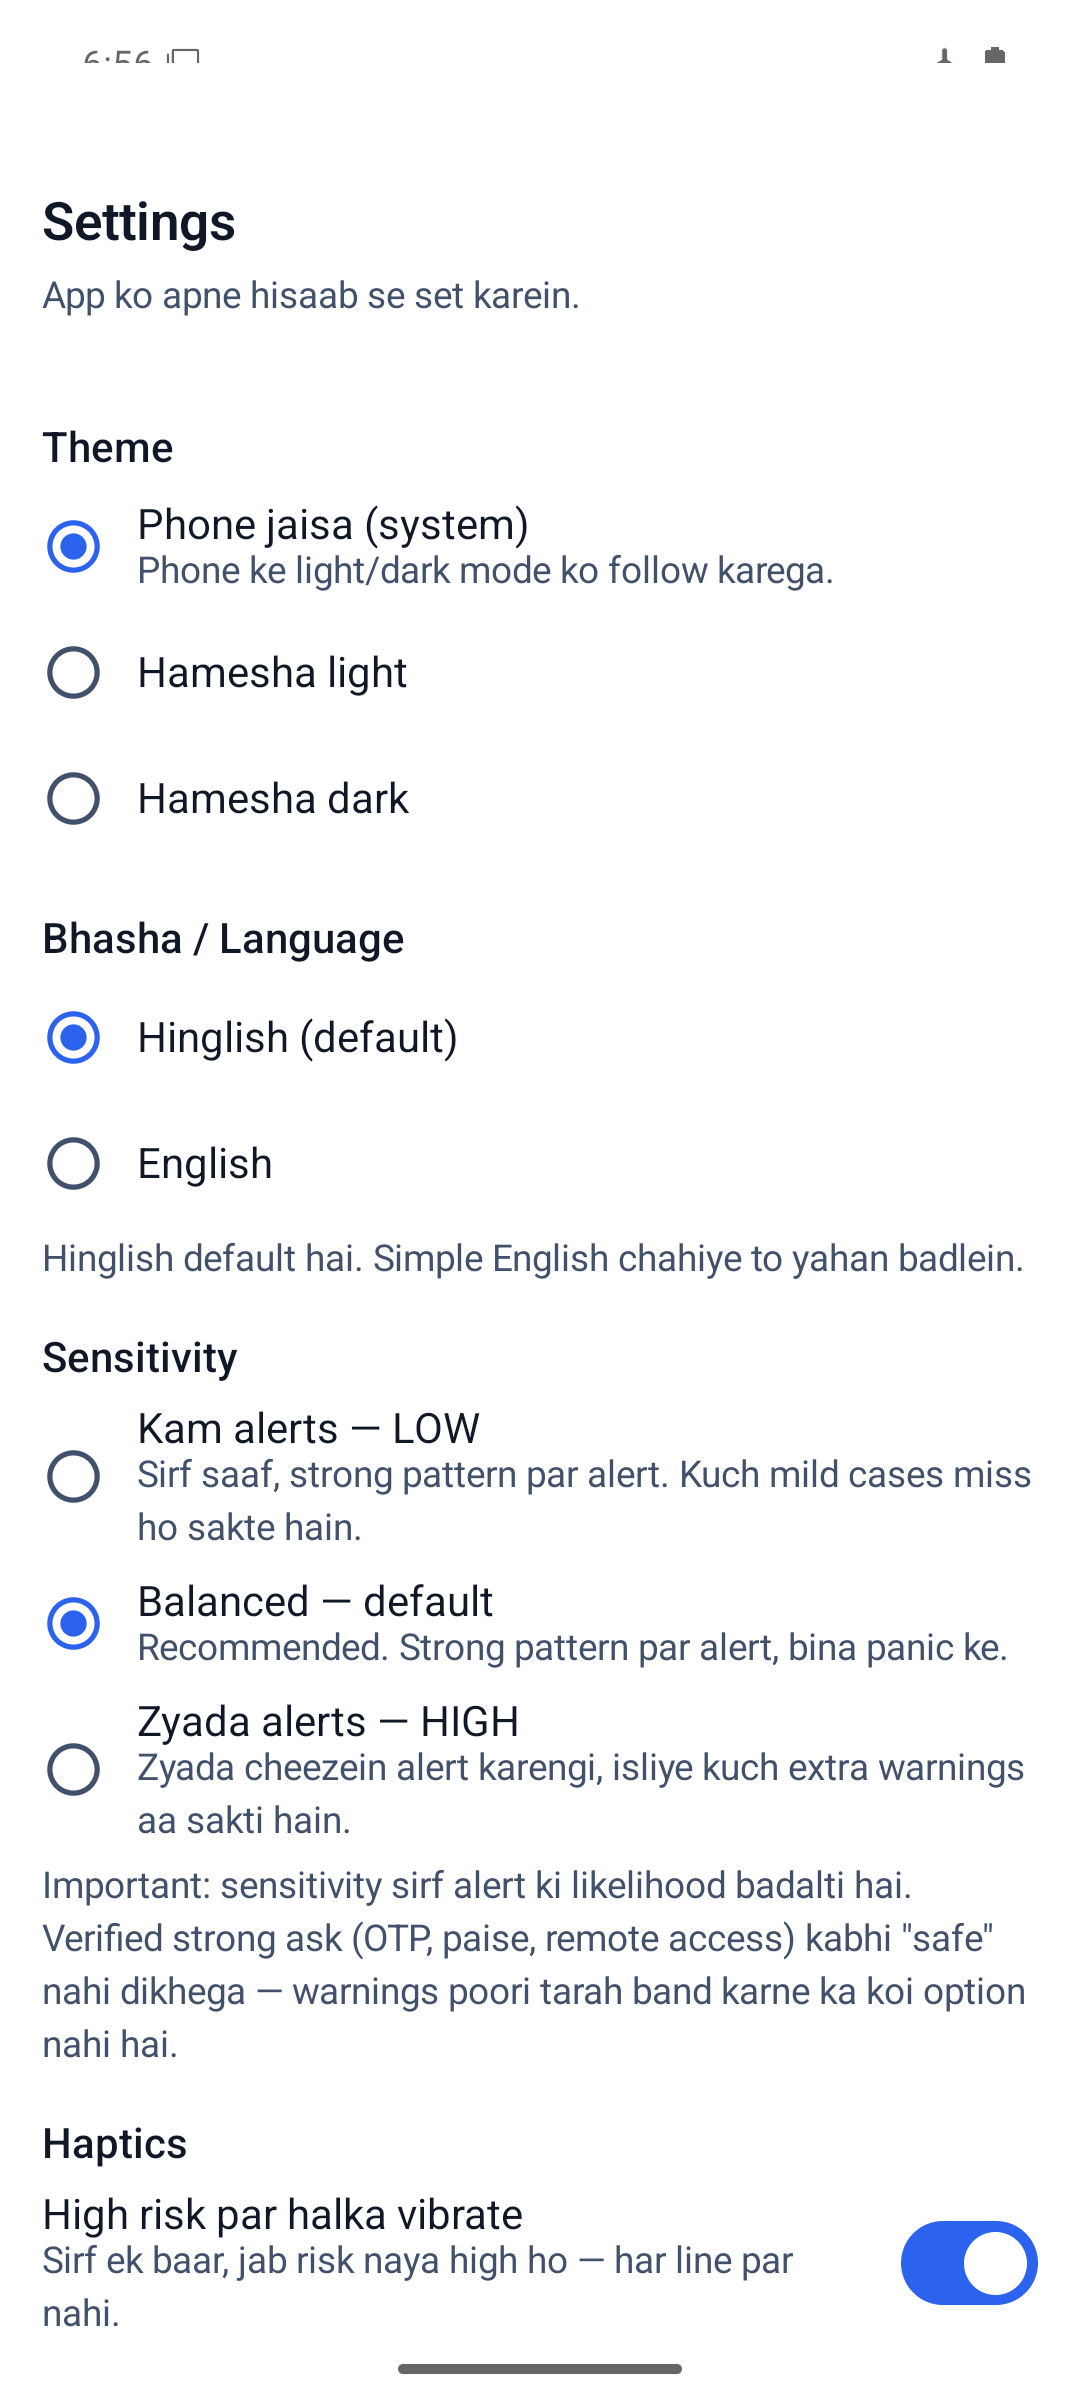 6:56
Settings
App ko apne hisaab se set karein.
Theme
Phone jaisa (system)
Phone ke light/dark mode ko follow karega.
Hamesha light
Hamesha dark
Bhasha / Language
Hinglish (default)
English
Hinglish default hai. Simple English chahiye to yahan badlein.
Sensitivity
Kam alerts — LOW
Sirf saaf, strong pattern par alert. Kuch mild cases miss
ho sakte hain.
Balanced — default
Recommended. Strong pattern par alert, bina panic ke.
Zyada alerts — HIGH
Zyada cheezein alert karengi, isliye kuch extra warnings
aa sakti hain.
Important: sensitivity sirf alert ki likelihood badalti hai.
Verified strong ask (OTP, paise, remote access) kabhi "safe"
nahi dikhega — warnings poori tarah band karne ka koi option
nahi hai.
Haptics
High risk par halka vibrate
Sirf ek baar, jab risk naya high ho — har line par
nahi.